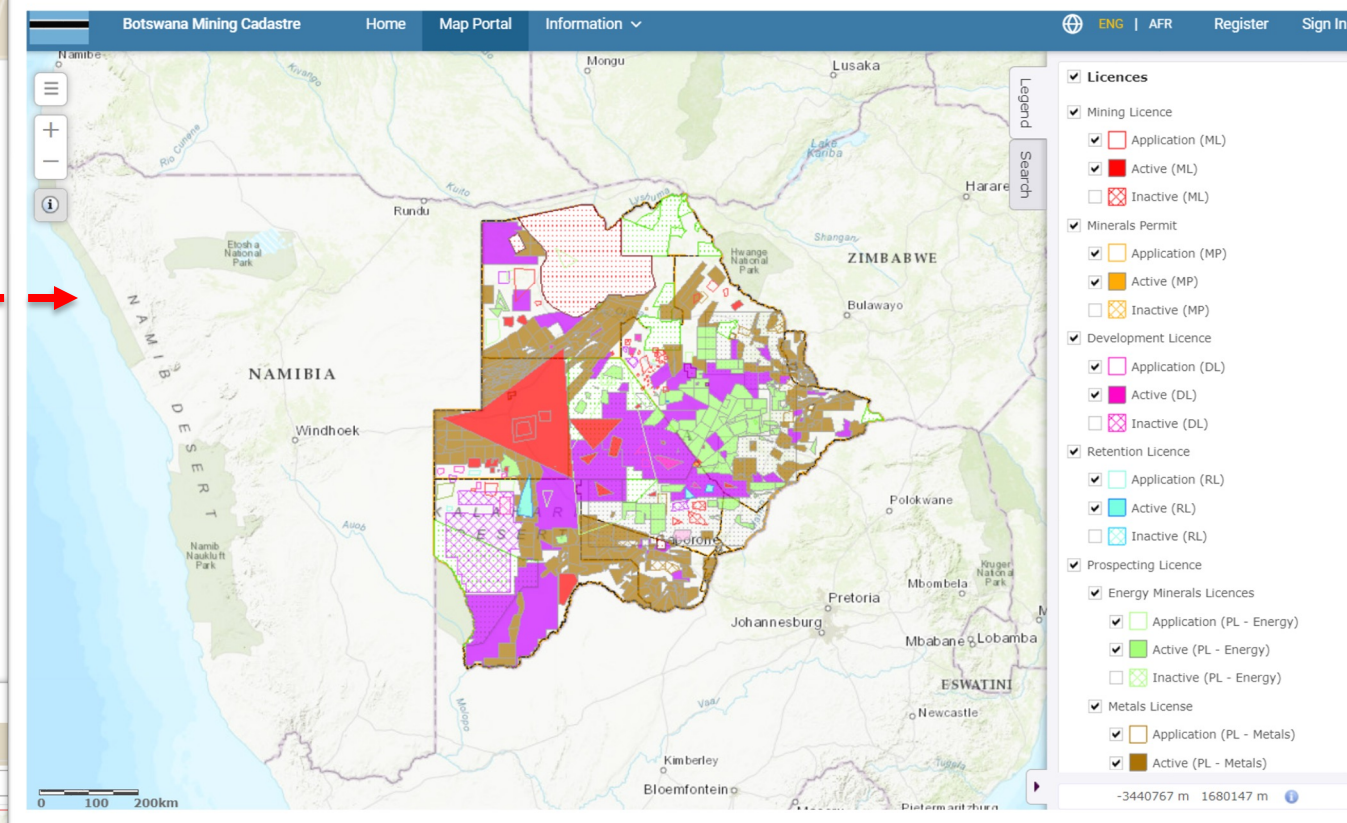 Botswana Mining Cadastre Home Map Portal Information ENG | AFR Register Sign In
Namibe
Mongu
Lusaka
Kivango
Rio Cunene
Lake
Kariba
Kuito
Harare
Rundu
Shangani
Etosha
National
Park
Hwange
National
Park
ZIMBABWE
Bulawayo
NAMIB DESERT
NAMIBIA
Windhoek
KALAHARI
DESERT
Auob
Polokwane
Gaborone
Namib
Naukluft
Park
Kruger
National
Park
Mbombela
Pretoria
Johannesburg
Mbabane
Lobamba
ESWATINI
Molopo
Vaal
Newcastle
Kimberley
Tugela
Bloemfontein
Pietermaritzburg
0 100 200km
Legend
Search
Licences
Mining Licence
Application (ML)
Active (ML)
Inactive (ML)
Minerals Permit
Application (MP)
Active (MP)
Inactive (MP)
Development Licence
Application (DL)
Active (DL)
Inactive (DL)
Retention Licence
Application (RL)
Active (RL)
Inactive (RL)
Prospecting Licence
Energy Minerals Licences
Application (PL - Energy)
Active (PL - Energy)
Inactive (PL - Energy)
Metals License
Application (PL - Metals)
Active (PL - Metals)
-3440767 m 1680147 m